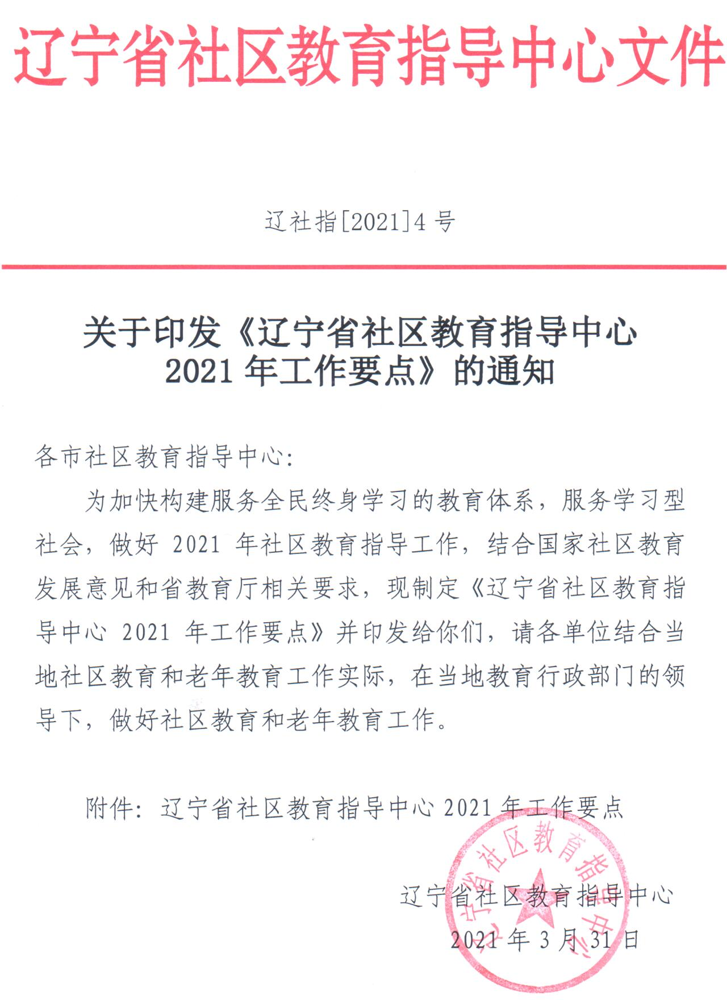 辽宁省社区教育指导中心文件
辽社指[2021]4 号
关于印发《辽宁省社区教育指导中心
2021 年工作要点》的通知
各市社区教育指导中心:
为加快构建服务全民终身学习的教育体系，服务学习型
社会，做好 2021 年社区教育指导工作，结合国家社区教育
发展意见和省教育厅相关要求，现制定《辽宁省社区教育指
导中心 2021 年工作要点》并印发给你们，请各单位结合当
地社区教育和老年教育工作实际，在当地教育行政部门的领
导下，做好社区教育和老年教育工作。
附件: 辽宁省社区教育指导中心 2021 年工作要点
辽宁省社区教育指导中心
辽宁省社区教育指导中心
2021 年 3 月 31 日